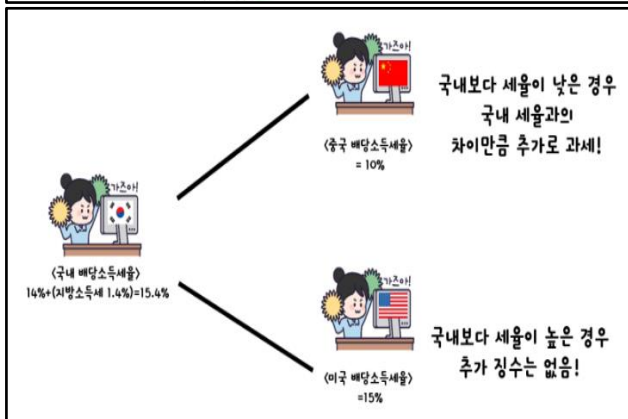 가즈아!
<중국 배당소득세율>
= 10%
국내보다 세율이 낮은 경우
국내 세율과의
차이만큼 추가로 과세!
가즈아!
<국내 배당소득세율>
14%+(지방소득세 1.4%)=15.4%
가즈아!
<미국 배당소득세율>
=15%
국내보다 세율이 높은 경우
추가 징수는 없음!